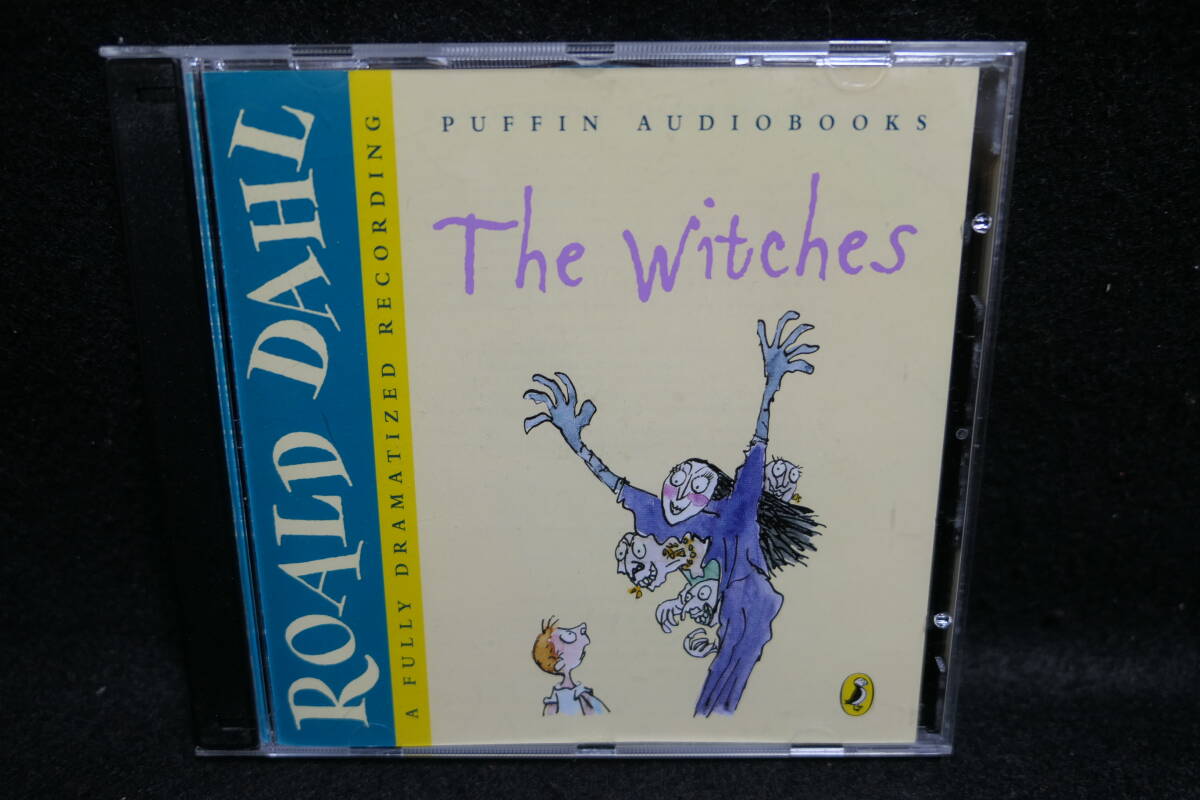 ROALD DAHL
A FULLY DRAMATIZED RECORDING
PUFFIN AUDIOBOOKS
The Witches